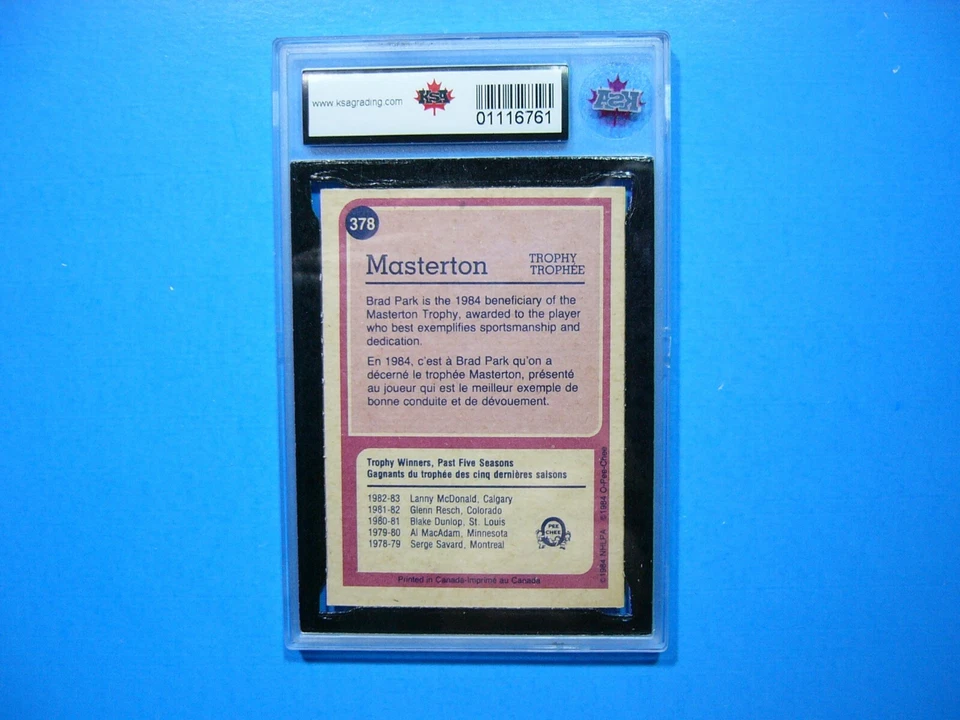 www.ksagrading.com
KSA
01116761
KSA
378
Masterton
TROPHY
TROPHÉE
Brad Park is the 1984 beneficiary of the
Masterton Trophy, awarded to the player
who best exemplifies sportsmanship and
dedication.
En 1984, c'est à Brad Park qu'on a
décerné le trophée Masterton, présenté
au joueur qui est le meilleur exemple de
bonne conduite et de dévouement.
Trophy Winners, Past Five Seasons
Gagnants du trophée des cinq dernières saisons
1982-83 Lanny McDonald, Calgary
1981-82 Glenn Resch, Colorado
1980-81 Blake Dunlop, St. Louis
1979-80 Al MacAdam, Minnesota
1978-79 Serge Savard, Montreal
PEE
CHEE
©1984 NHLPA ©1984 O-Pee-Chee
Printed in Canada-Imprimé au Canada